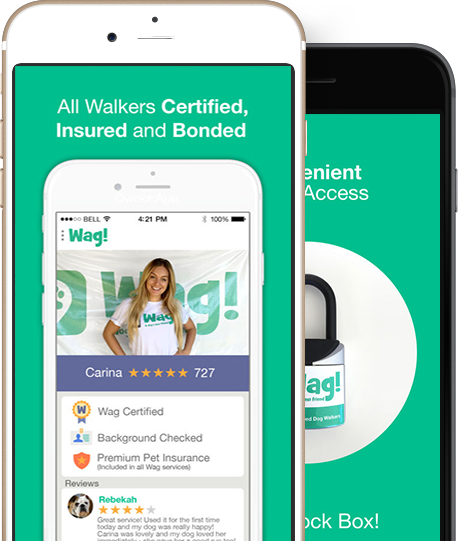 All Walkers Certified,
Insured and Bonded
BELL 4:21 PM 100%
Wag!
Wag!
Wag!
Carina 727
W Wag Certified
Background Checked
Premium Pet Insurance
(Included in all Wag services)
Reviews
Rebekah
Great service! Used it for the first time
today and my dog was really happy!
Carina was lovely and my dog loved her
enient
Access
Wag!
nd Dog Walkers
ock Box!